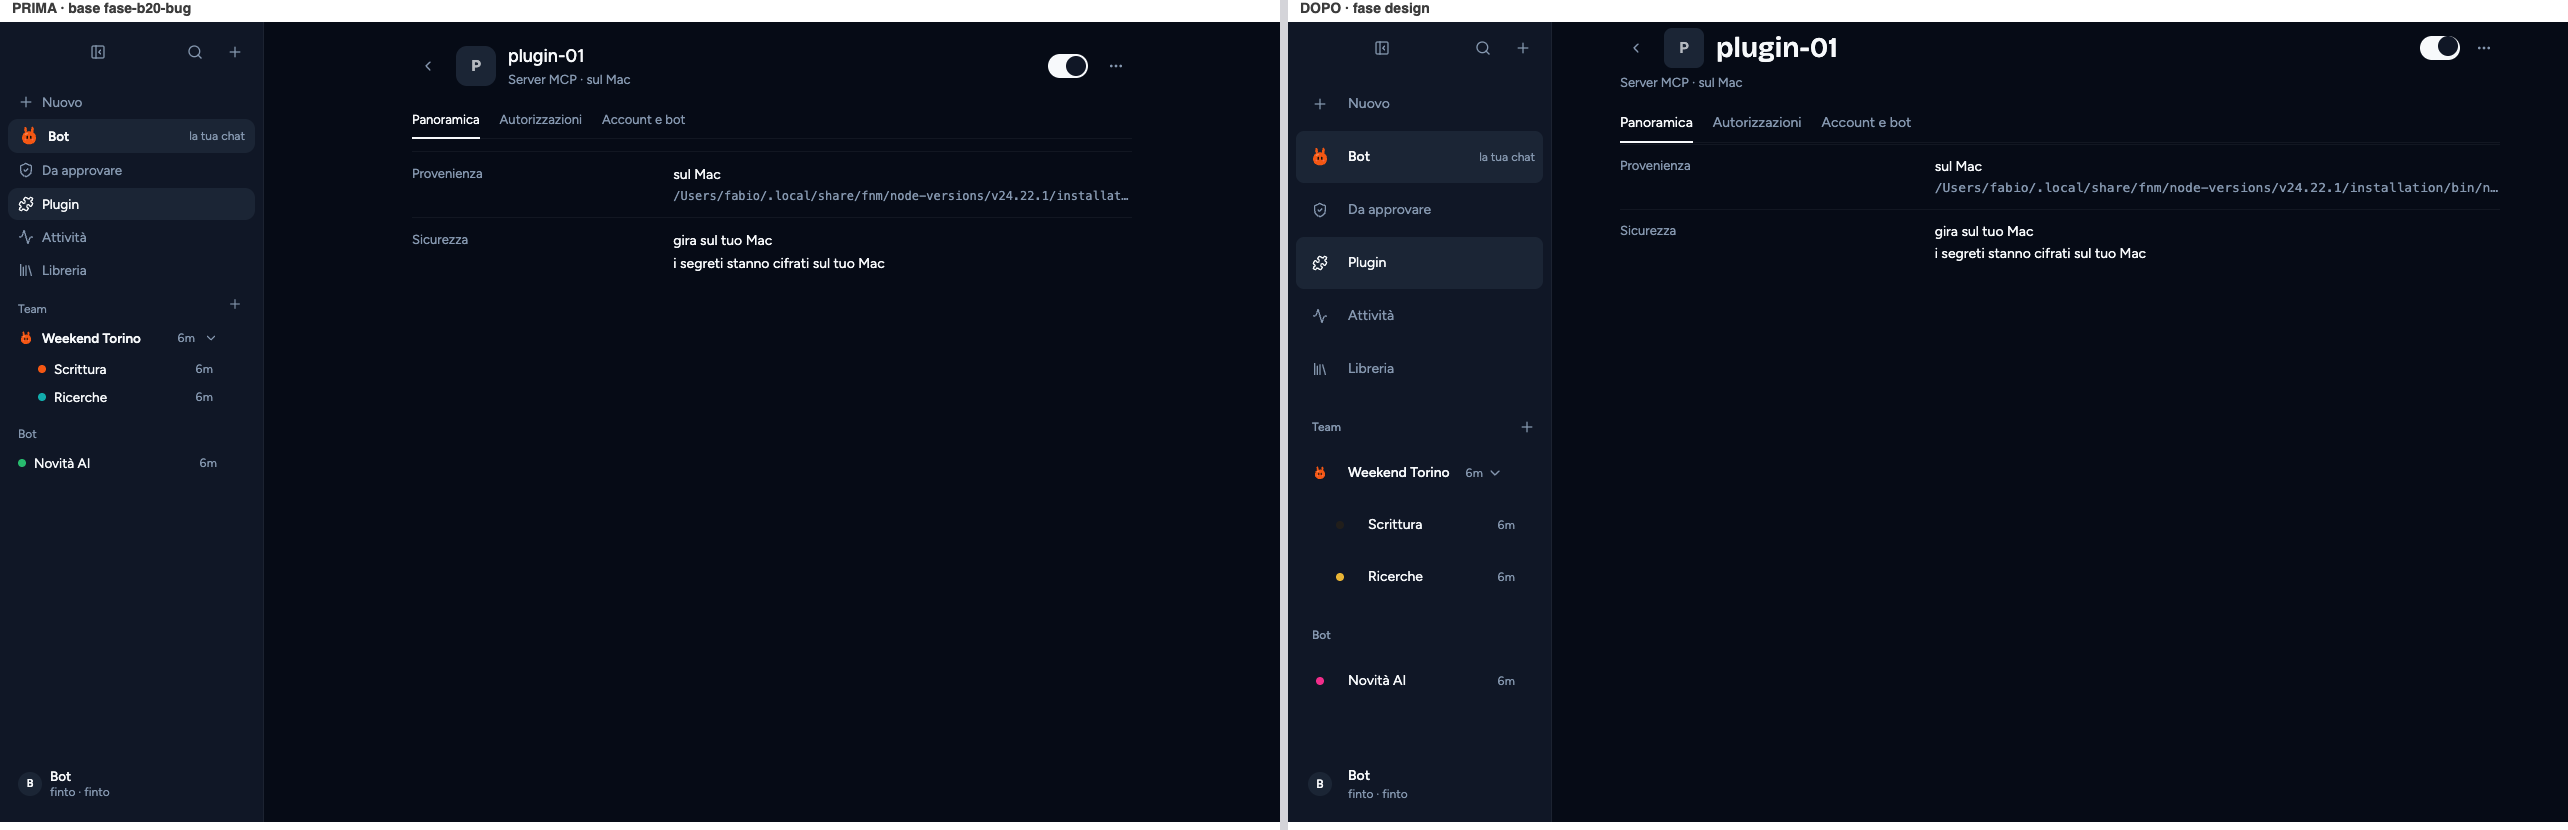 PRIMA · base fase-b20-bug
Nuovo
Bot la tua chat
Da approvare
Plugin
Attività
Libreria
Team
Weekend Torino 6m
Scrittura 6m
Ricerche 6m
Bot
Novità AI 6m
B
Bot
finto · finto
P
plugin-01
Server MCP · sul Mac
Panoramica Autorizzazioni Account e bot
Provenienza sul Mac
/Users/fabio/.local/share/fnm/node-versions/v24.22.1/installat…
Sicurezza gira sul tuo Mac
i segreti stanno cifrati sul tuo Mac
DOPO · fase design
Nuovo
Bot la tua chat
Da approvare
Plugin
Attività
Libreria
Team
Weekend Torino 6m
Scrittura 6m
Ricerche 6m
Bot
Novità AI 6m
B
Bot
finto · finto
P
plugin-01
Server MCP · sul Mac
Panoramica Autorizzazioni Account e bot
Provenienza sul Mac
/Users/fabio/.local/share/fnm/node-versions/v24.22.1/installation/bin/n…
Sicurezza gira sul tuo Mac
i segreti stanno cifrati sul tuo Mac